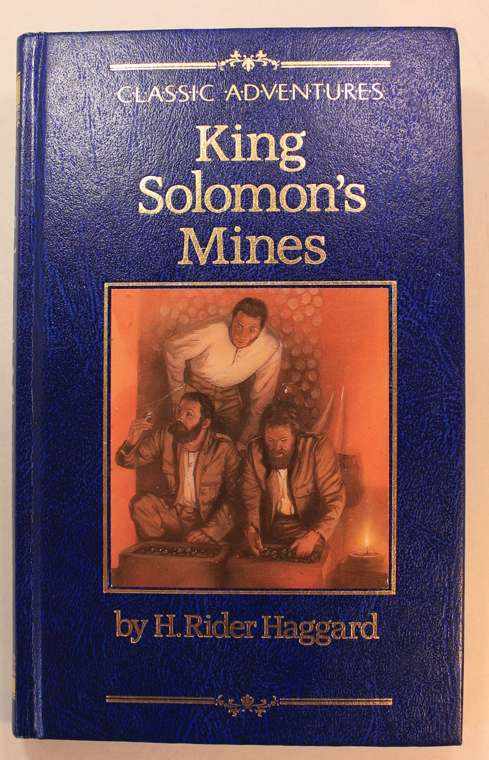 CLASSIC ADVENTURES
King
Solomon's
Mines
by H. Rider Haggard